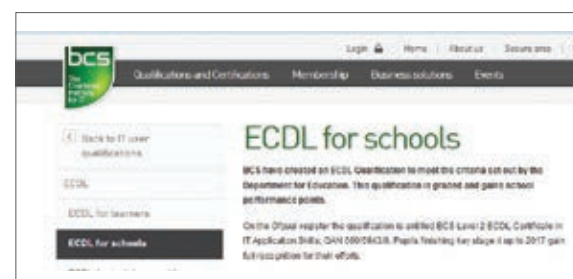 Login Home About us Secure area
bcs
The Chartered Institute for IT
Qualifications and Certifications Membership Business solutions Events
Back to IT user
qualifications
ECDL
ECDL for learners
ECDL for schools
ECDL for schools
BCS have created an ECDL Qualification to meet the criteria set out by the
Department for Education. This qualification is graded and gains school
performance points.
On the Ofqual register the qualification is entitled BCS Level 2 ECDL Certificate in
IT Application Skills, QAN Pupils finishing key stage 4 up to 2017 gain
full recognition for their efforts.